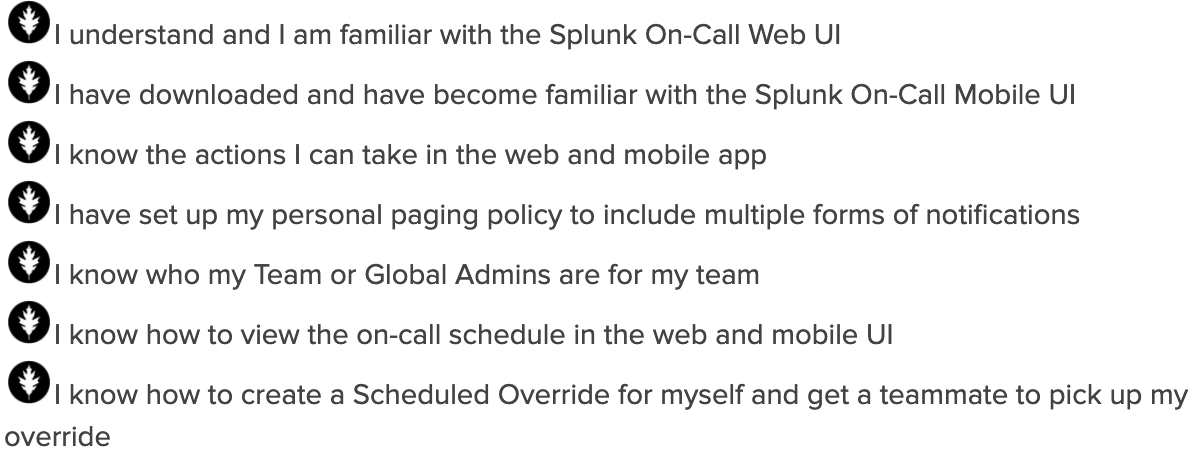 I understand and I am familiar with the Splunk On-Call Web UI
I have downloaded and have become familiar with the Splunk On-Call Mobile UI
I know the actions I can take in the web and mobile app
I have set up my personal paging policy to include multiple forms of notifications
I know who my Team or Global Admins are for my team
I know how to view the on-call schedule in the web and mobile UI
I know how to create a Scheduled Override for myself and get a teammate to pick up my
override